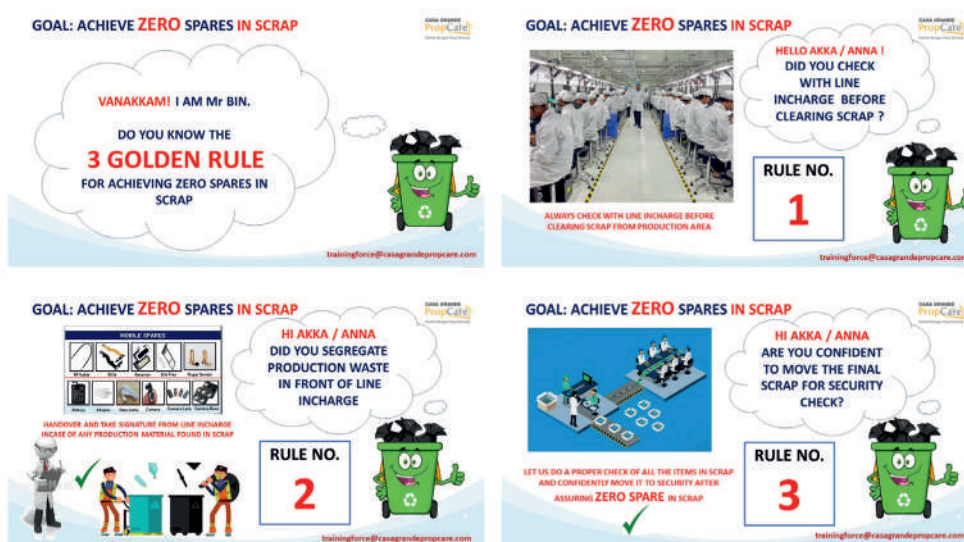 GOAL: ACHIEVE ZERO SPARES IN SCRAP
CASA GRANDE
PropCare
VANAKKAM! I AM Mr BIN.
DO YOU KNOW THE
3 GOLDEN RULE
FOR ACHIEVING ZERO SPARES IN
SCRAP
trainingforce@casagrandepropcare.com
GOAL: ACHIEVE ZERO SPARES IN SCRAP
CASA GRANDE
PropCare
HELLO AKKA / ANNA !
DID YOU CHECK
WITH LINE
INCHARGE BEFORE
CLEARING SCRAP ?
RULE NO.
1
ALWAYS CHECK WITH LINE INCHARGE BEFORE
CLEARING SCRAP FROM PRODUCTION AREA
trainingforce@casagrandepropcare.com
GOAL: ACHIEVE ZERO SPARES IN SCRAP
CASA GRANDE
PropCare
MOBILE SPARES
Receiver
Battery
Camera
Camera Lens
HI AKKA / ANNA
DID YOU SEGREGATE
PRODUCTION WASTE
IN FRONT OF LINE
INCHARGE
HANDOVER AND TAKE SIGNATURE FROM LINE INCHARGE
INCASE OF ANY PRODUCTION MATERIAL FOUND IN SCRAP
RULE NO.
2
trainingforce@casagrandepropcare.com
GOAL: ACHIEVE ZERO SPARES IN SCRAP
CASA GRANDE
PropCare
HI AKKA / ANNA
ARE YOU CONFIDENT
TO MOVE THE FINAL
SCRAP FOR SECURITY
CHECK?
LET US DO A PROPER CHECK OF ALL THE ITEMS IN SCRAP
AND CONFIDENTLY MOVE IT TO SECURITY AFTER
ASSURING ZERO SPARE IN SCRAP
RULE NO.
3
trainingforce@casagrandepropcare.com